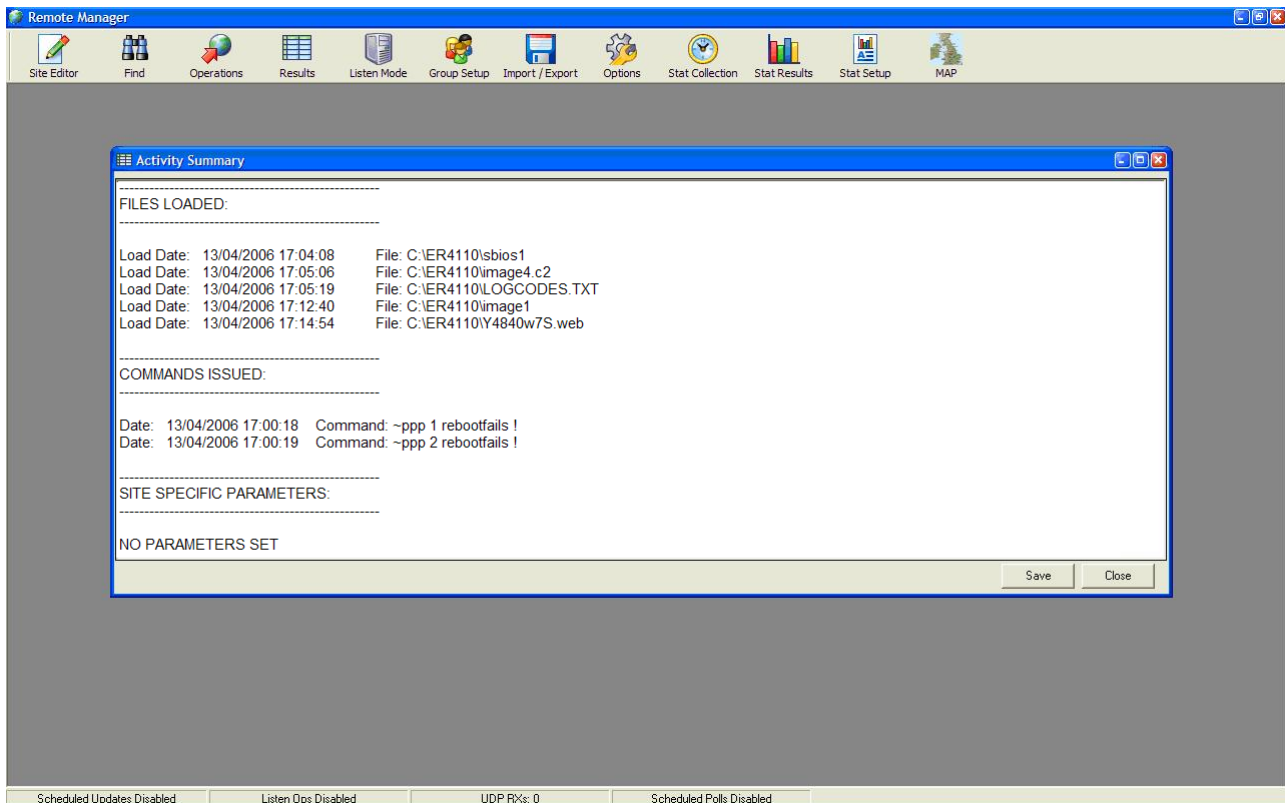 Remote Manager
Site Editor Find Operations Results Listen Mode Group Setup Import / Export Options Stat Collection Stat Results Stat Setup MAP
Activity Summary
----------------------------------------------------
FILES LOADED:
----------------------------------------------------
Load Date: 13/04/2006 17:04:08 File: C:\ER4110\sbios1
Load Date: 13/04/2006 17:05:06 File: C:\ER4110\image4.c2
Load Date: 13/04/2006 17:05:19 File: C:\ER4110\LOGCODES.TXT
Load Date: 13/04/2006 17:12:40 File: C:\ER4110\image1
Load Date: 13/04/2006 17:14:54 File: C:\ER4110\Y4840w7S.web
----------------------------------------------------
COMMANDS ISSUED:
----------------------------------------------------
Date: 13/04/2006 17:00:18 Command: ~ppp 1 rebootfails !
Date: 13/04/2006 17:00:19 Command: ~ppp 2 rebootfails !
----------------------------------------------------
SITE SPECIFIC PARAMETERS:
----------------------------------------------------
NO PARAMETERS SET
Save Close
Scheduled Updates Disabled Listen Ops Disabled UDP RXs: 0 Scheduled Polls Disabled